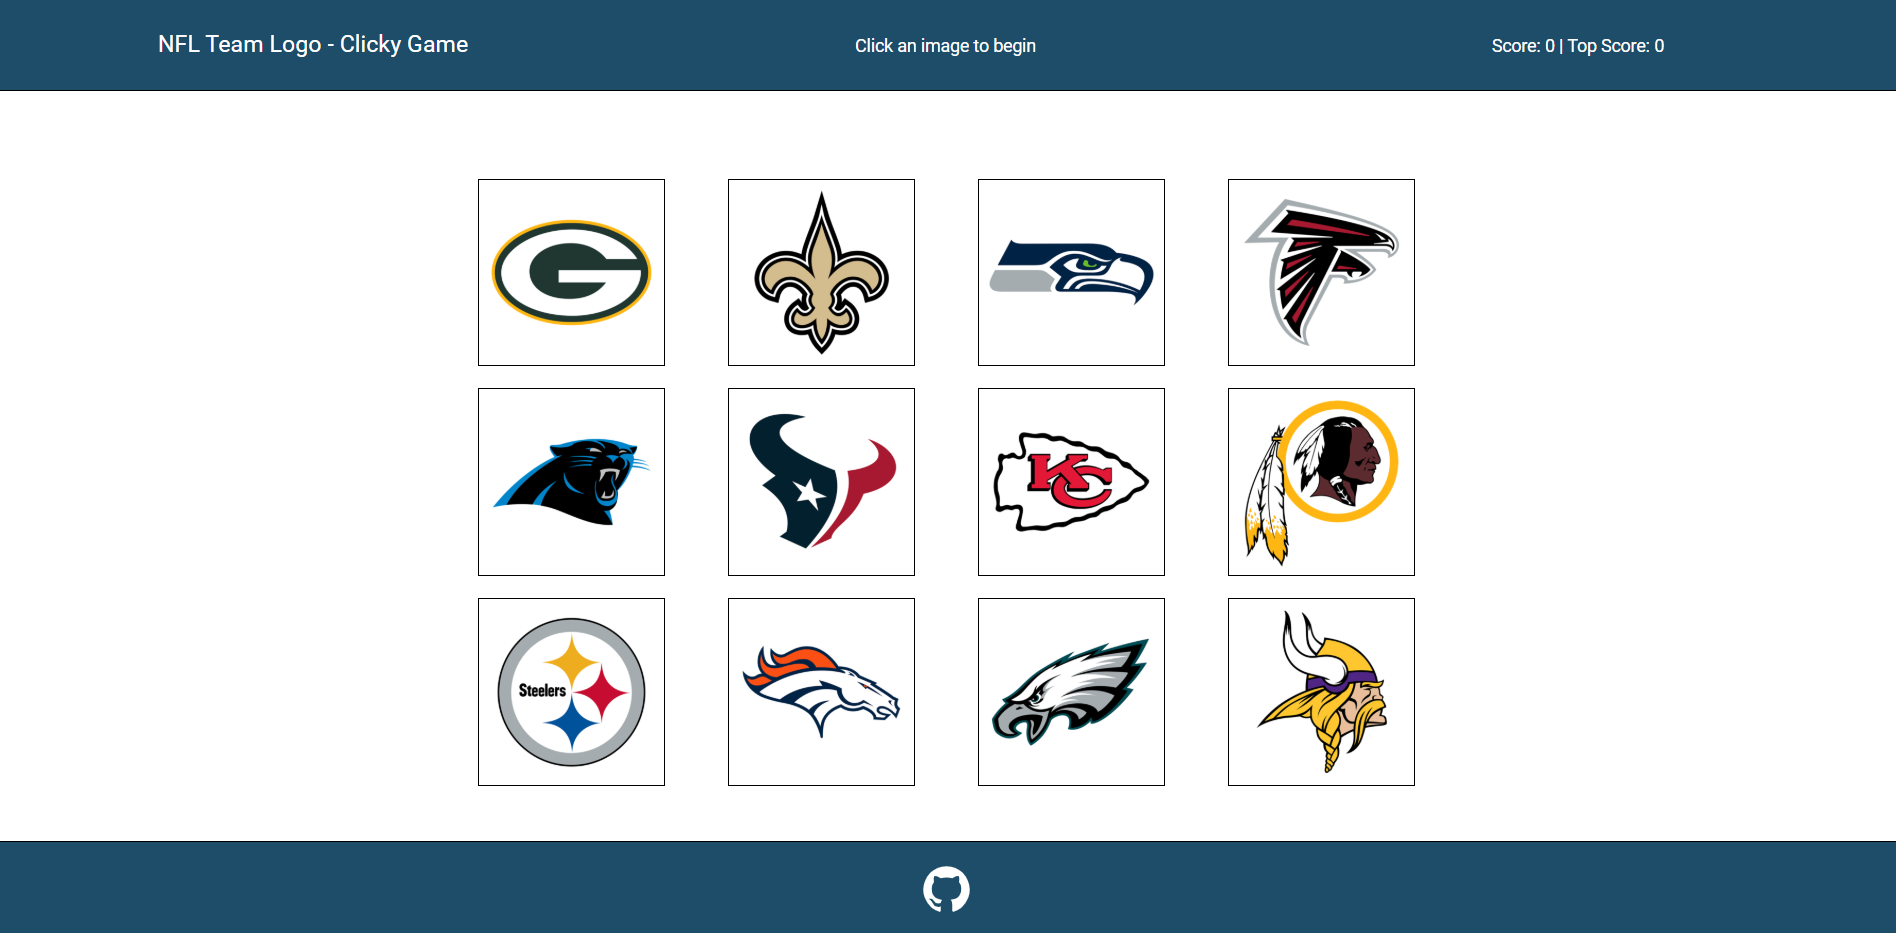 NFL Team Logo - Clicky Game
Click an image to begin
Score: 0 | Top Score: 0
G
KC
Steelers